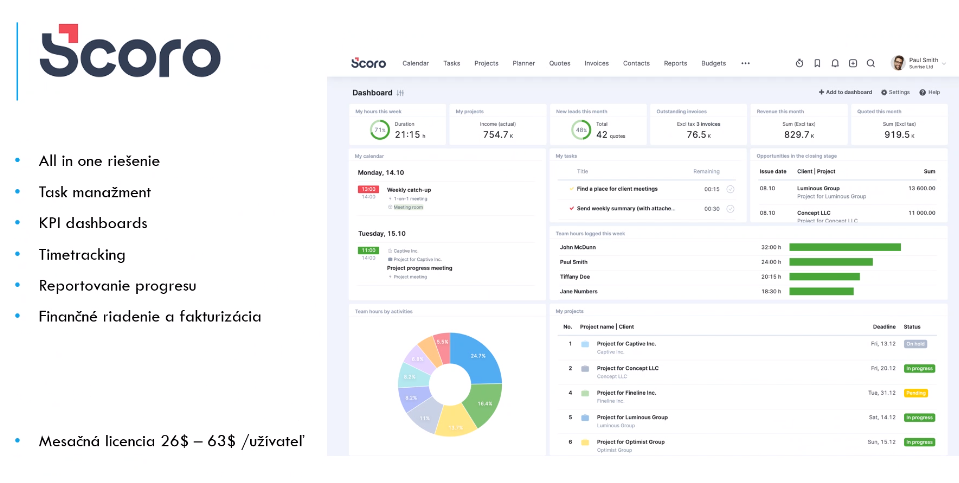 Scoro
All in one riešenie
Task manažment
KPI dashboards
Timetracking
Reportovanie progresu
Finančné riadenie a fakturizácia
Mesačná licencia 26$ – 63$ /užívateľ
Scoro Calendar Tasks Projects Planner Quotes Invoices Contacts Reports Budgets ••• Paul Smith
Sunrise Ltd
Dashboard Add to dashboard Settings Help
My hours this week
71% Duration
21:15 h
My projects
Income (actual)
754.7 K
New leads this month
48% Total
42 quotes
Outstanding invoices
Excl tax 3 invoices
76.5 K
Revenue this month
Sum (Excl tax)
829.7 K
Quoted this month
Sum (Excl tax)
919.5 K
My calendar
Monday, 14.10
13:00 Weekly catch-up
14:00 1-on-1 meeting
Meeting room
Tuesday, 15.10
11:00 Captive Inc.
14:00 Project for Captive Inc.
Project progress meeting
Project meeting
My tasks
Title Remaining
Find a place for client meetings 00:15
Send weekly summary (with attache... 00:30
Opportunities in the closing stage
Issue date Client | Project Sum
08.10 Luminous Group 13 600.00
Project for Luminous Group
08.10 Concept LLC 11 000.00
Project for Concept LLC
Team hours logged this week
John McDunn 32:00 h
Paul Smith 24:00 h
Tiffany Doe 20:15 h
Jane Numbers 18:30 h
Team hours by activities
24.7%
16.4%
11%
8.2%
5.5%
My projects
No. Project name | Client Deadline Status
1 Project for Captive Inc. Fri, 13.12 On hold
Captive Inc.
2 Project for Concept LLC Fri, 20.12 In progress
Concept LLC
4 Project for Fineline Inc. Tue, 31.12 Pending
Fineline Inc.
5 Project for Luminous Group Sat, 14.12 In progress
Luminous Group
6 Project for Optimist Group Sun, 15.12 In progress
Optimist Group